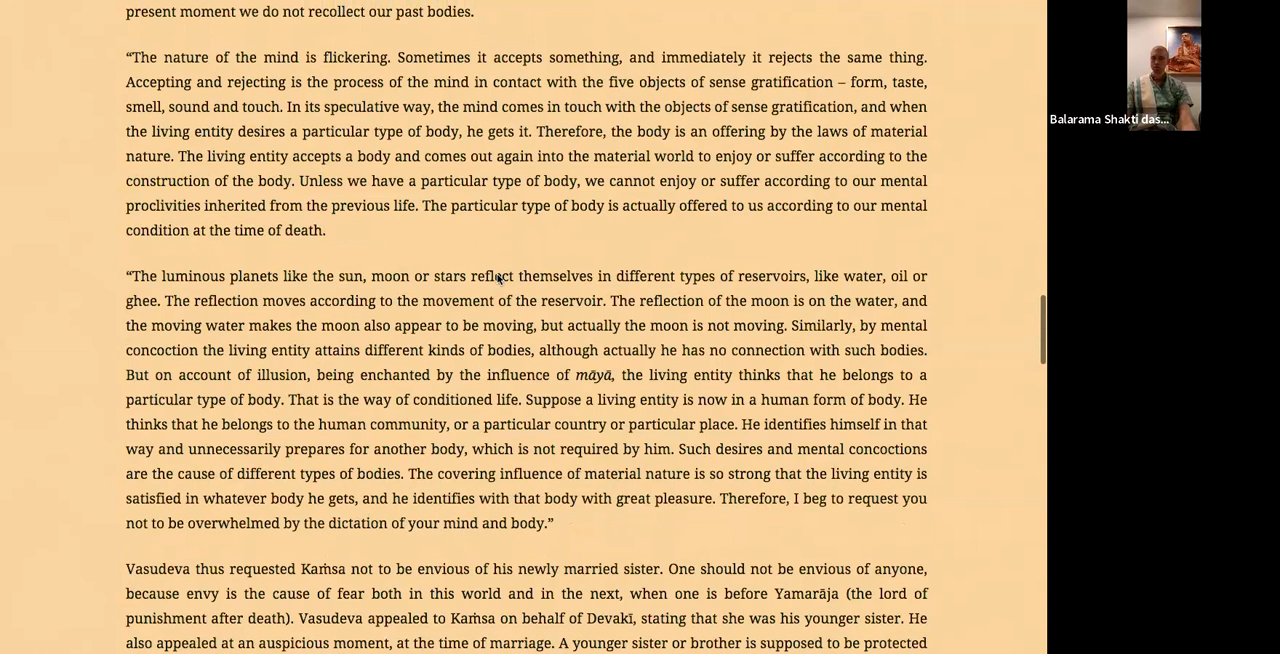 present moment we do not recollect our past bodies.
“The nature of the mind is flickering. Sometimes it accepts something, and immediately it rejects the same thing.
Accepting and rejecting is the process of the mind in contact with the five objects of sense gratification – form, taste,
smell, sound and touch. In its speculative way, the mind comes in touch with the objects of sense gratification, and when
the living entity desires a particular type of body, he gets it. Therefore, the body is an offering by the laws of material
nature. The living entity accepts a body and comes out again into the material world to enjoy or suffer according to the
construction of the body. Unless we have a particular type of body, we cannot enjoy or suffer according to our mental
proclivities inherited from the previous life. The particular type of body is actually offered to us according to our mental
condition at the time of death.
“The luminous planets like the sun, moon or stars reflect themselves in different types of reservoirs, like water, oil or
ghee. The reflection moves according to the movement of the reservoir. The reflection of the moon is on the water, and
the moving water makes the moon also appear to be moving, but actually the moon is not moving. Similarly, by mental
concoction the living entity attains different kinds of bodies, although actually he has no connection with such bodies.
But on account of illusion, being enchanted by the influence of māyā, the living entity thinks that he belongs to a
particular type of body. That is the way of conditioned life. Suppose a living entity is now in a human form of body. He
thinks that he belongs to the human community, or a particular country or particular place. He identifies himself in that
way and unnecessarily prepares for another body, which is not required by him. Such desires and mental concoctions
are the cause of different types of bodies. The covering influence of material nature is so strong that the living entity is
satisfied in whatever body he gets, and he identifies with that body with great pleasure. Therefore, I beg to request you
not to be overwhelmed by the dictation of your mind and body.”
Vasudeva thus requested Kaṁsa not to be envious of his newly married sister. One should not be envious of anyone,
because envy is the cause of fear both in this world and in the next, when one is before Yamarāja (the lord of
punishment after death). Vasudeva appealed to Kaṁsa on behalf of Devakī, stating that she was his younger sister. He
also appealed at an auspicious moment, at the time of marriage. A younger sister or brother is supposed to be protected
Balarama Shakti das...